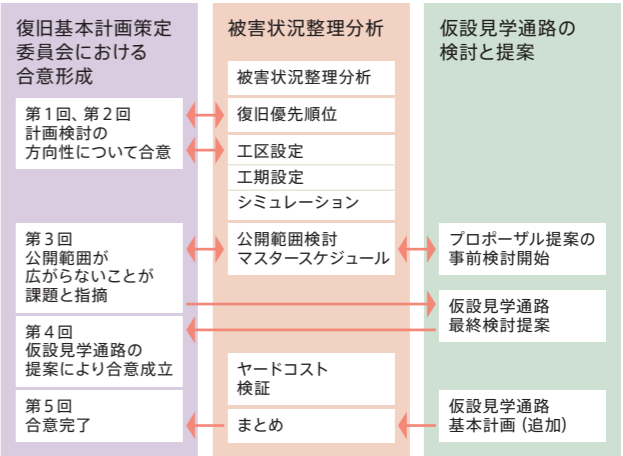 復旧基本計画策定
委員会における
合意形成
第1回、第2回
計画検討の
方向性について合意
第3回
公開範囲が
広がらないことが
課題と指摘
第4回
仮設見学通路の
提案により合意成立
第5回
合意完了
被害状況整理分析
被害状況整理分析
復旧優先順位
工区設定
工期設定
シミュレーション
公開範囲検討
マスタースケジュール
ヤードコスト
検証
まとめ
仮設見学通路の
検討と提案
プロポーザル提案の
事前検討開始
仮設見学通路
最終検討提案
仮設見学通路
基本計画（追加）